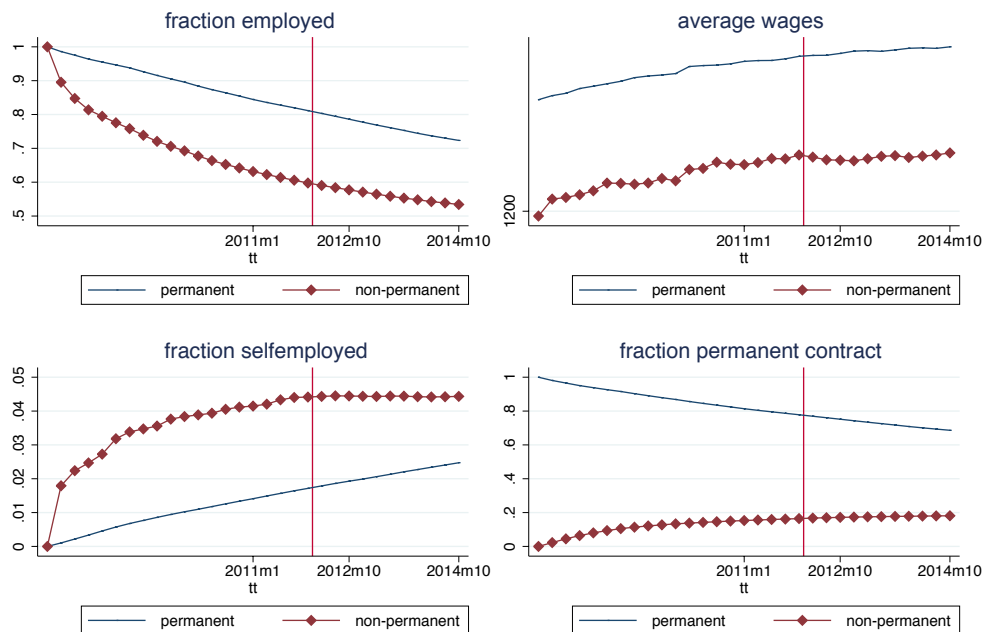 fraction employed
1
.9
.8
.7
.6
.5
2011m1 2012m10 2014m10
tt
permanent non-permanent
average wages
1200
2011m1 2012m10 2014m10
tt
permanent non-permanent
fraction selfemployed
.05
.04
.03
.02
.01
0
2011m1 2012m10 2014m10
tt
permanent non-permanent
fraction permanent contract
1
.8
.6
.4
.2
0
2011m1 2012m10 2014m10
tt
permanent non-permanent